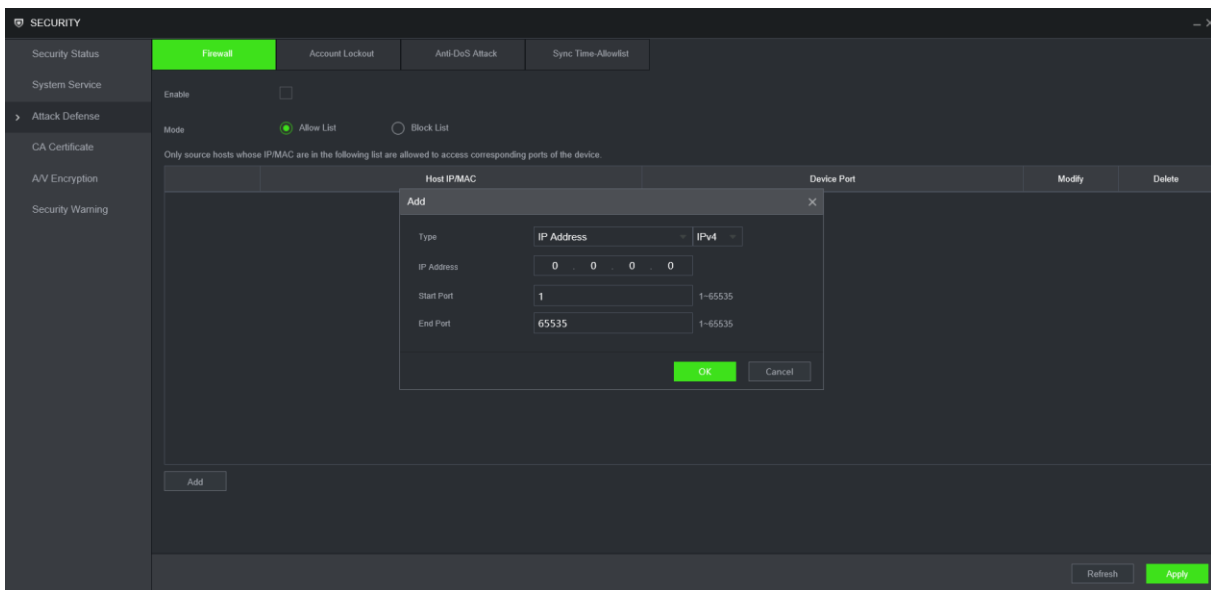 SECURITY
Security Status
System Service
Attack Defense
CA Certificate
A/V Encryption
Security Warning
Firewall Account Lockout Anti-DoS Attack Sync Time-Allowlist
Enable
Mode Allow List Block List
Only source hosts whose IP/MAC are in the following list are allowed to access corresponding ports of the device.
Host IP/MAC Device Port Modify Delete
Add
Type IP Address IPv4
IP Address 0 . 0 . 0 . 0
Start Port 1 1~65535
End Port 65535 1~65535
OK Cancel
Add
Refresh Apply